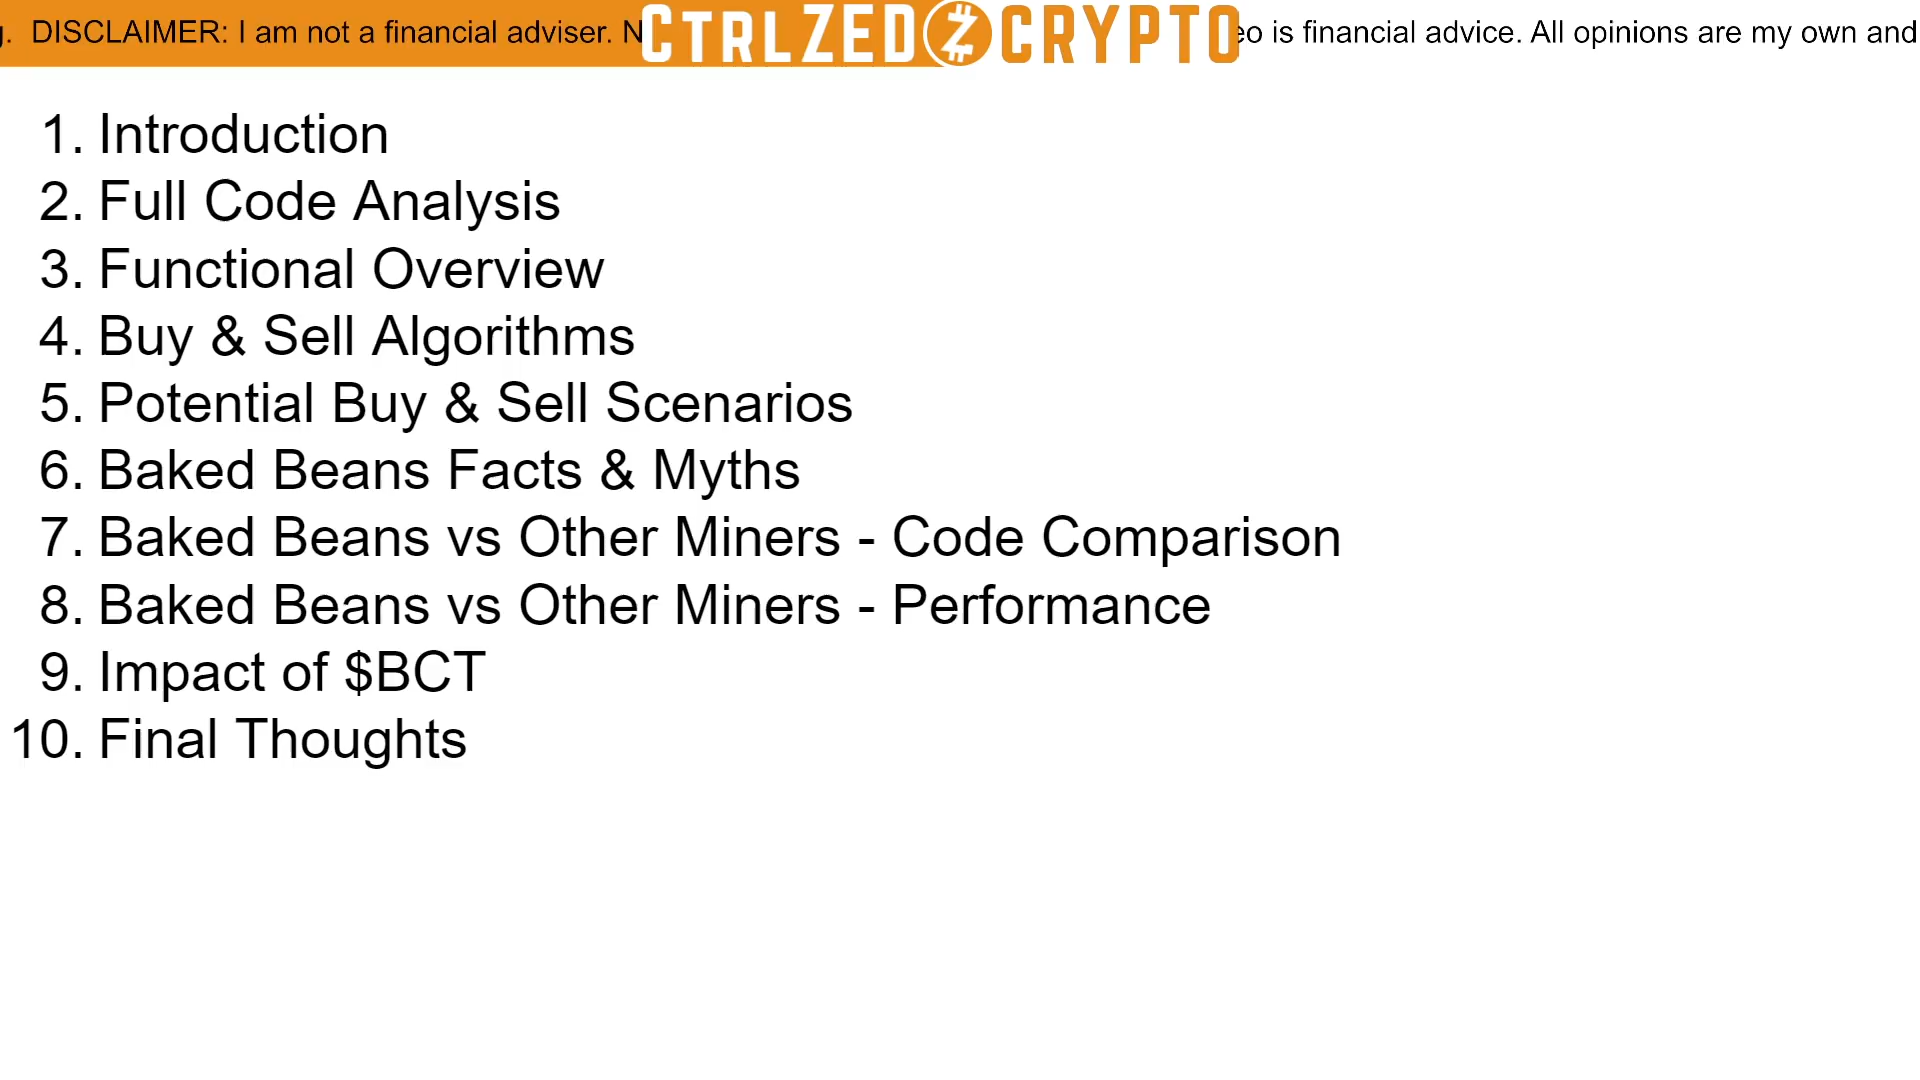 . DISCLAIMER: I am not a financial adviser. CTRLZED CRYPTO is financial advice. All opinions are my own and
1. Introduction
2. Full Code Analysis
3. Functional Overview
4. Buy & Sell Algorithms
5. Potential Buy & Sell Scenarios
6. Baked Beans Facts & Myths
7. Baked Beans vs Other Miners - Code Comparison
8. Baked Beans vs Other Miners - Performance
9. Impact of $BCT
10. Final Thoughts